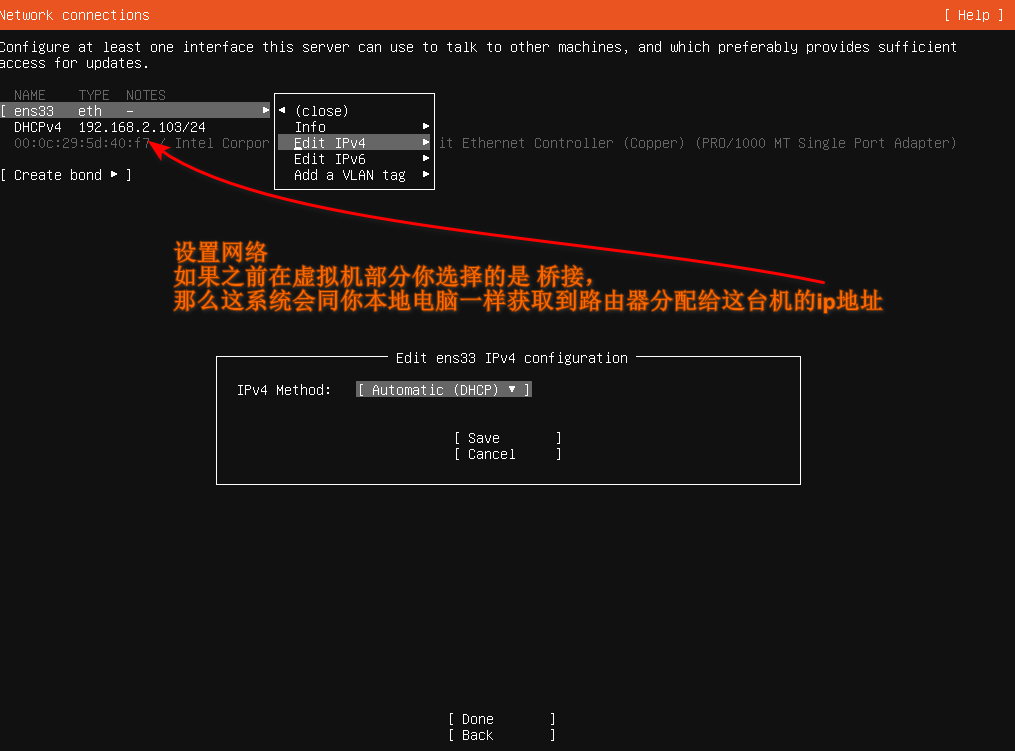 Network connections [ Help ]
Configure at least one interface this server can use to talk to other machines, and which preferably provides sufficient
access for updates.
NAME TYPE NOTES
[ ens33 eth - ▸ ◂ (close)
DHCPv4 192.168.2.103/24 Info ▸
00:0c:29:5d:40:f7 / Intel Corpor Edit IPv4 ▸ it Ethernet Controller (Copper) (PRO/1000 MT Single Port Adapter)
Edit IPv6 ▸
[ Create bond ▸ ] Add a VLAN tag ▸
设置网络
如果之前在虚拟机部分你选择的是 桥接，
那么这系统会同你本地电脑一样获取到路由器分配给这台机的ip地址
Edit ens33 IPv4 configuration
IPv4 Method: [ Automatic (DHCP) ▾ ]
[ Save ]
[ Cancel ]
[ Done ]
[ Back ]